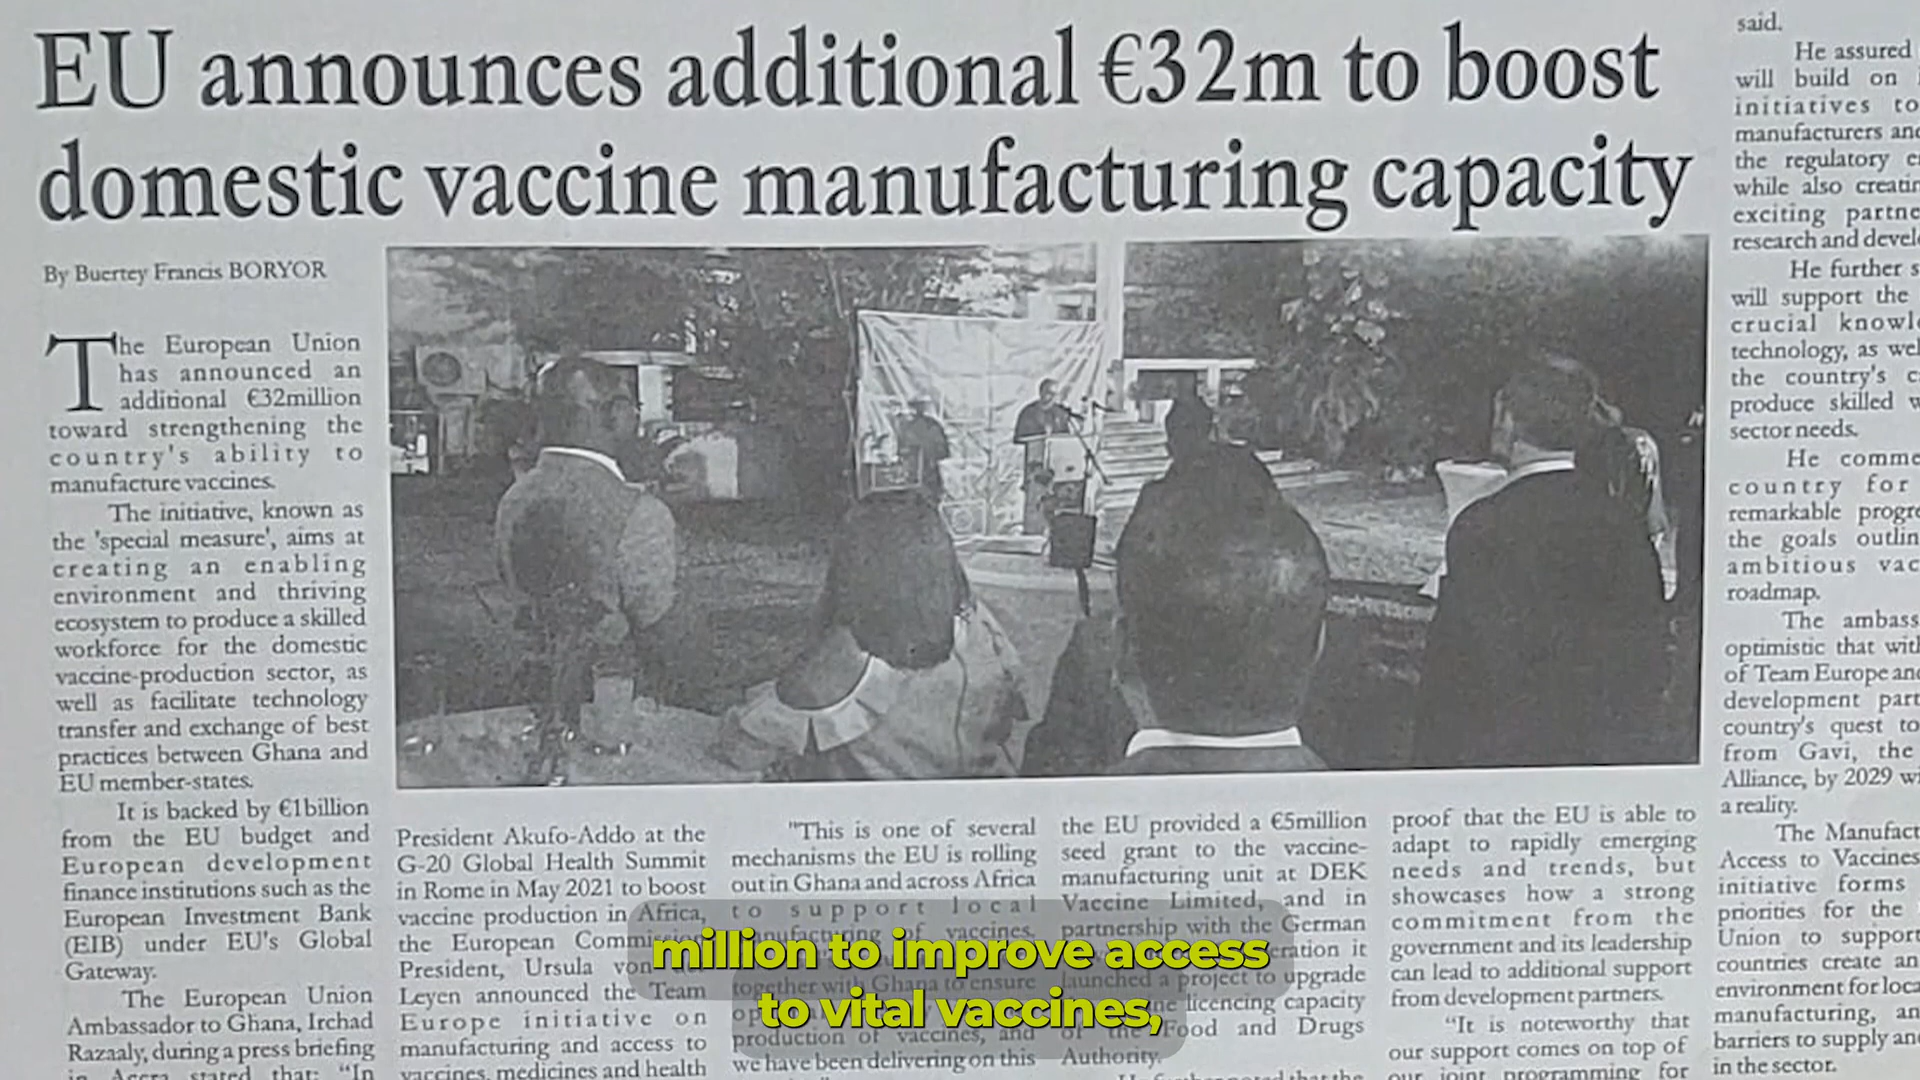 EU announces additional €32m to boost
domestic vaccine manufacturing capacity
By Buertey Francis BORYOR
The European Union
has announced an
additional €32million
toward strengthening the
country's ability to
manufacture vaccines.
The initiative, known as
the 'special measure', aims at
creating an enabling
environment and thriving
ecosystem to produce a skilled
workforce for the domestic
vaccine-production sector, as
well as facilitate technology
transfer and exchange of best
practices between Ghana and
EU member-states.
It is backed by €1billion
from the EU budget and
European development
finance institutions such as the
European Investment Bank
(EIB) under EU's Global
Gateway.
The European Union
Ambassador to Ghana, Irchad
Razaaly, during a press briefing
in Accra stated that: "In
President Akufo-Addo at the
G-20 Global Health Summit
in Rome in May 2021 to boost
vaccine production in Africa,
the European Commission
President, Ursula von
Leyen announced the Team
Europe initiative on
manufacturing and access to
vaccines, medicines and health
"This is one of several
mechanisms the EU is rolling
out in Ghana and across Africa
to support local
manufacturing of vaccines.
together with Ghana to ensure
production of vaccines, and
we have been delivering on this
the EU provided a €5million
seed grant to the vaccine-
manufacturing unit at DEK
Vaccine Limited, and in
partnership with the German
it
launched a project to upgrade
licencing capacity
of the Food and Drugs
Authority.
proof that the EU is able to
adapt to rapidly emerging
needs and trends, but
showcases how a strong
commitment from the
government and its leadership
can lead to additional support
from development partners.
"It is noteworthy that
our support comes on top of
our joint programming for
said.
He assured
will build on
initiatives to
manufacturers and
the regulatory
while also
exciting
research and
He further
will support the
crucial
technology, as
the country's
produce skilled
sector needs.
He
country for
remarkable
the goals
ambitious
roadmap.
The
optimistic that
of Team Europe and
development
country's quest to
from Gavi, the
Alliance, by 2029
a reality.
The
Access to Vaccines
initiative forms
priorities for the
Union to support
countries create an
environment for
manufacturing,
barriers to supply and
in the sector.
million to improve access
to vital vaccines,